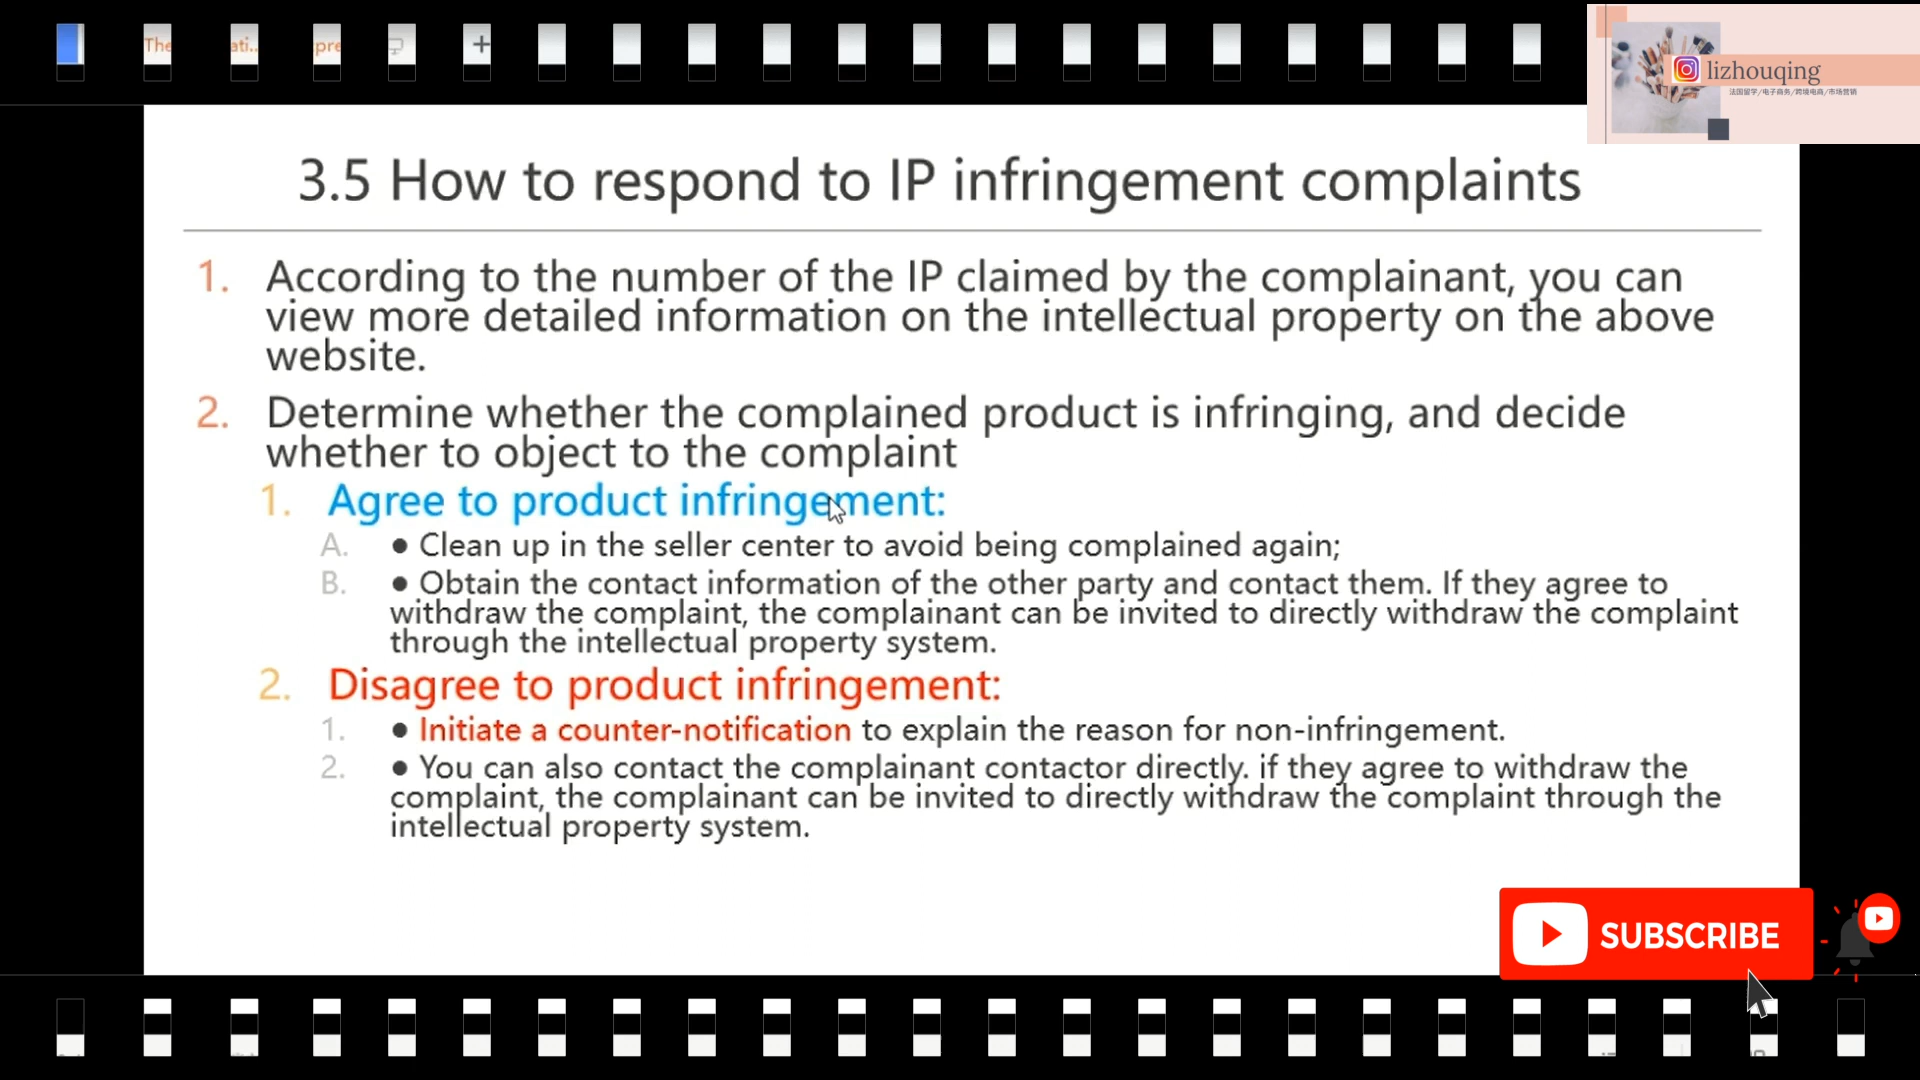 The
ati..
pre
lizhouqing
法国留学/电子商务/跨境电商/市场营销
3.5 How to respond to IP infringement complaints
1. According to the number of the IP claimed by the complainant, you can
view more detailed information on the intellectual property on the above
website.
2. Determine whether the complained product is infringing, and decide
whether to object to the complaint
1. Agree to product infringement:
A. ● Clean up in the seller center to avoid being complained again;
B. ● Obtain the contact information of the other party and contact them. If they agree to
withdraw the complaint, the complainant can be invited to directly withdraw the complaint
through the intellectual property system.
2. Disagree to product infringement:
1. ● Initiate a counter-notification to explain the reason for non-infringement.
2. ● You can also contact the complainant contactor directly. if they agree to withdraw the
complaint, the complainant can be invited to directly withdraw the complaint through the
intellectual property system.
SUBSCRIBE